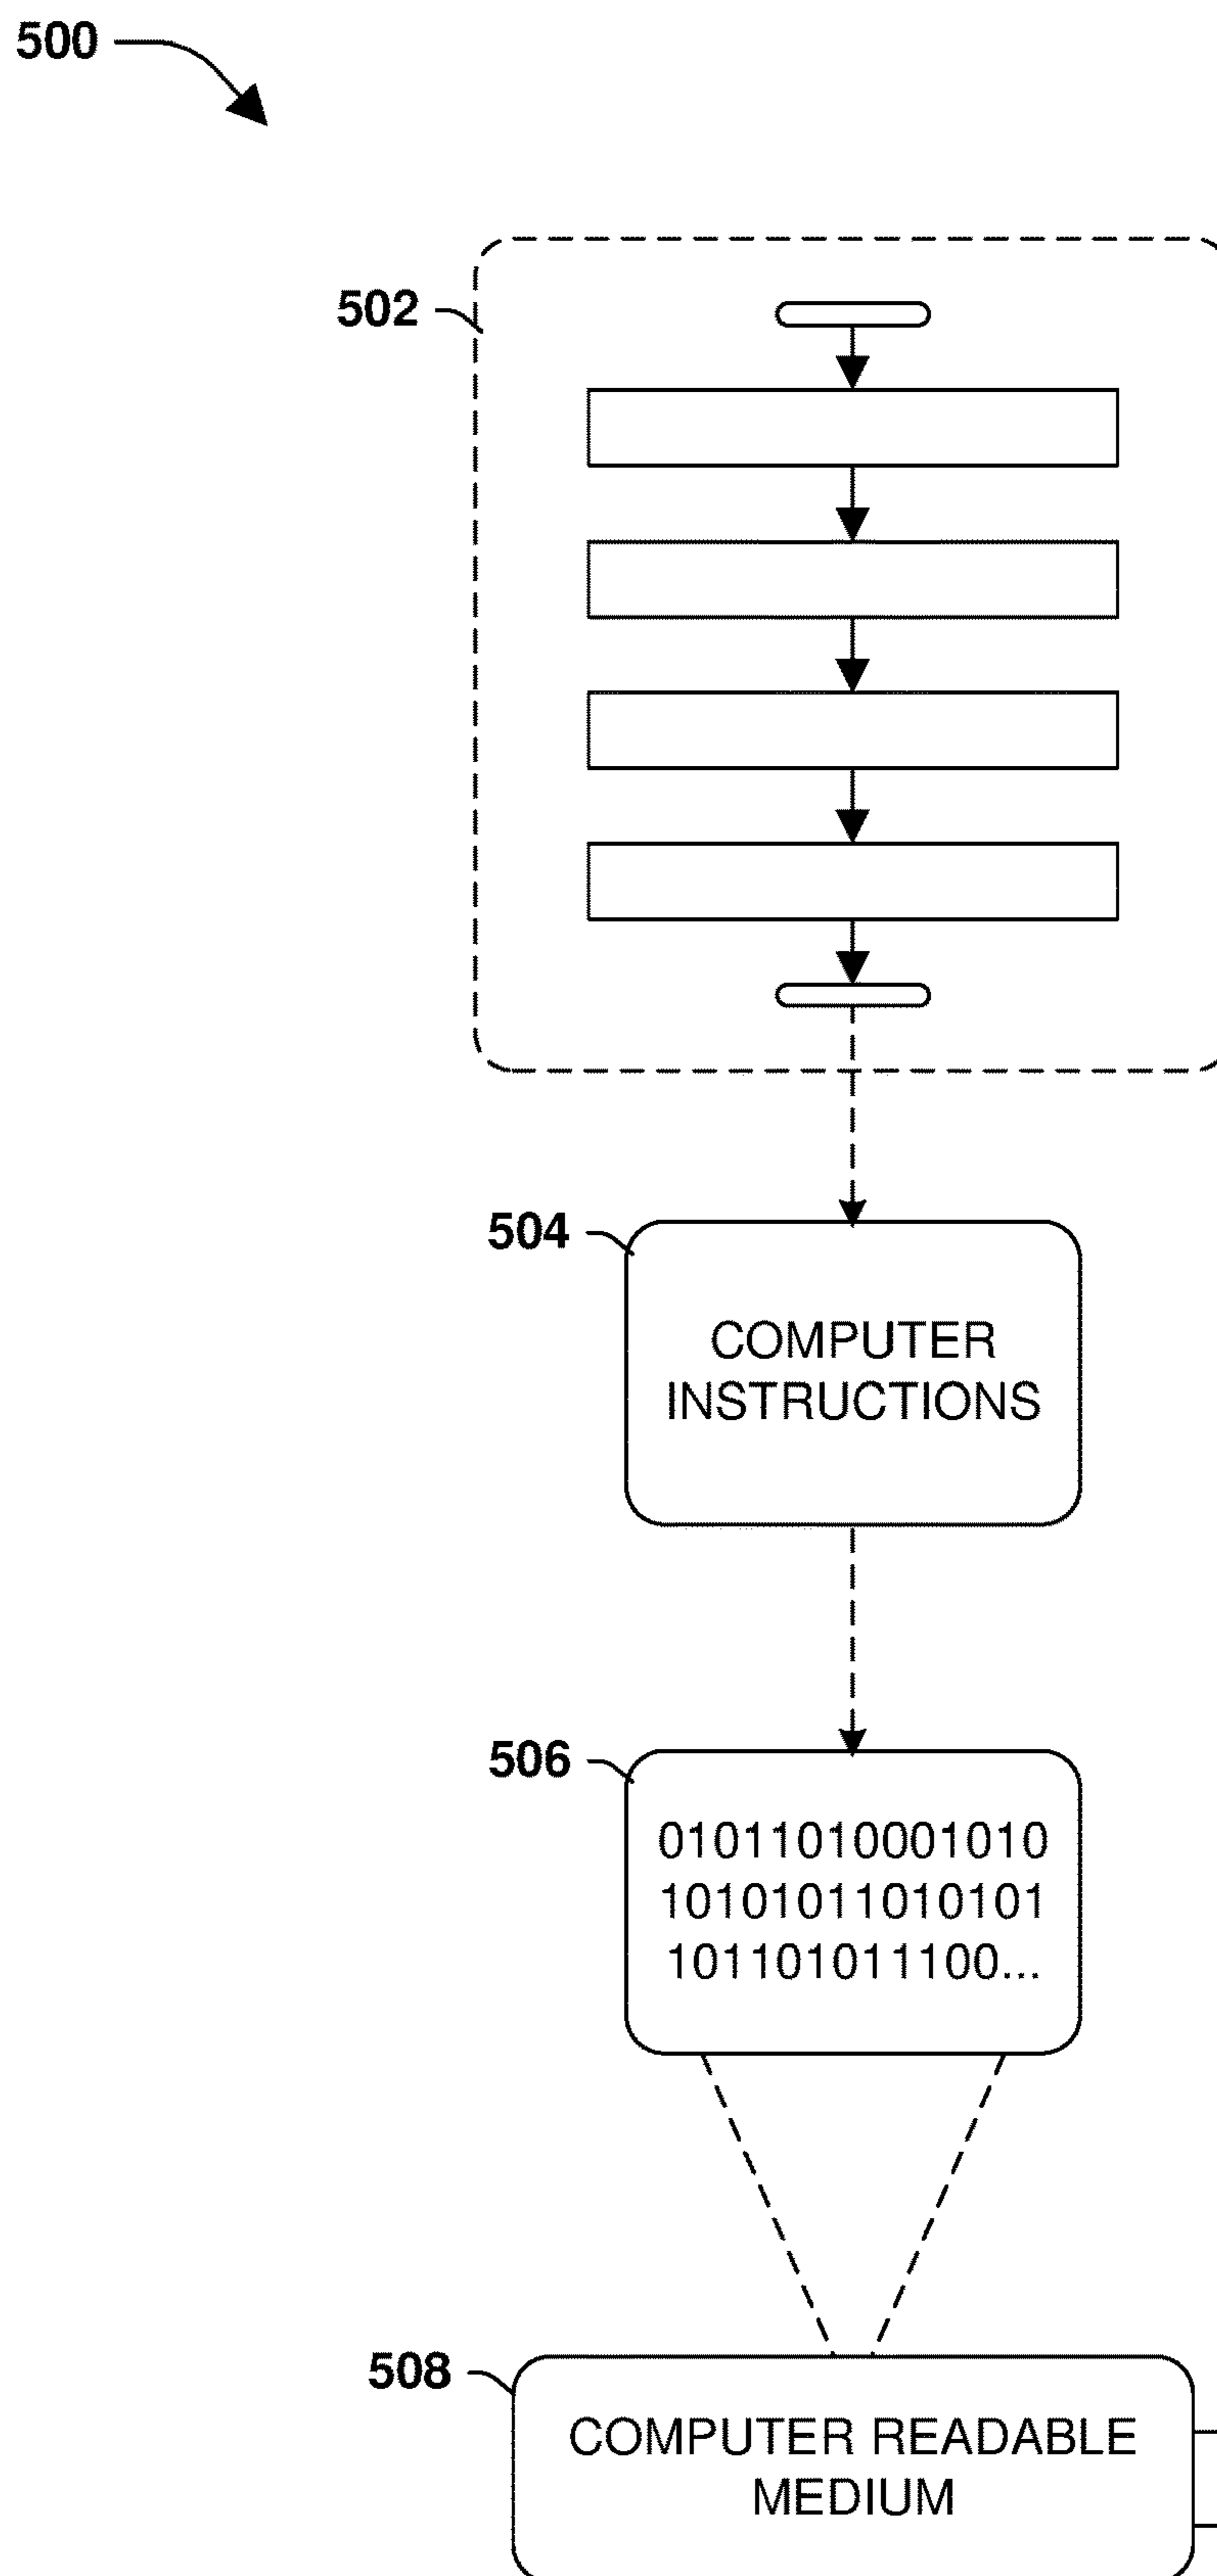 500
502
504
COMPUTER
INSTRUCTIONS
506
01011010001010
10101011010101
101101011100...
508
COMPUTER READABLE
MEDIUM